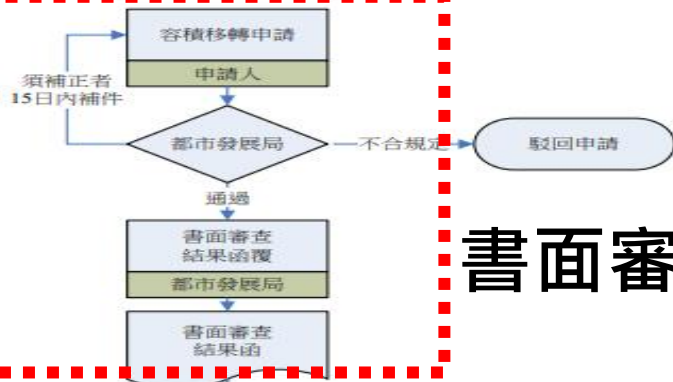 容積移轉申請
申請人
須補正者
15日內補件
都市發展局
不合規定
駁回申請
通過
書面審查
結果函覆
都市發展局
書面審
書面審查
結果函